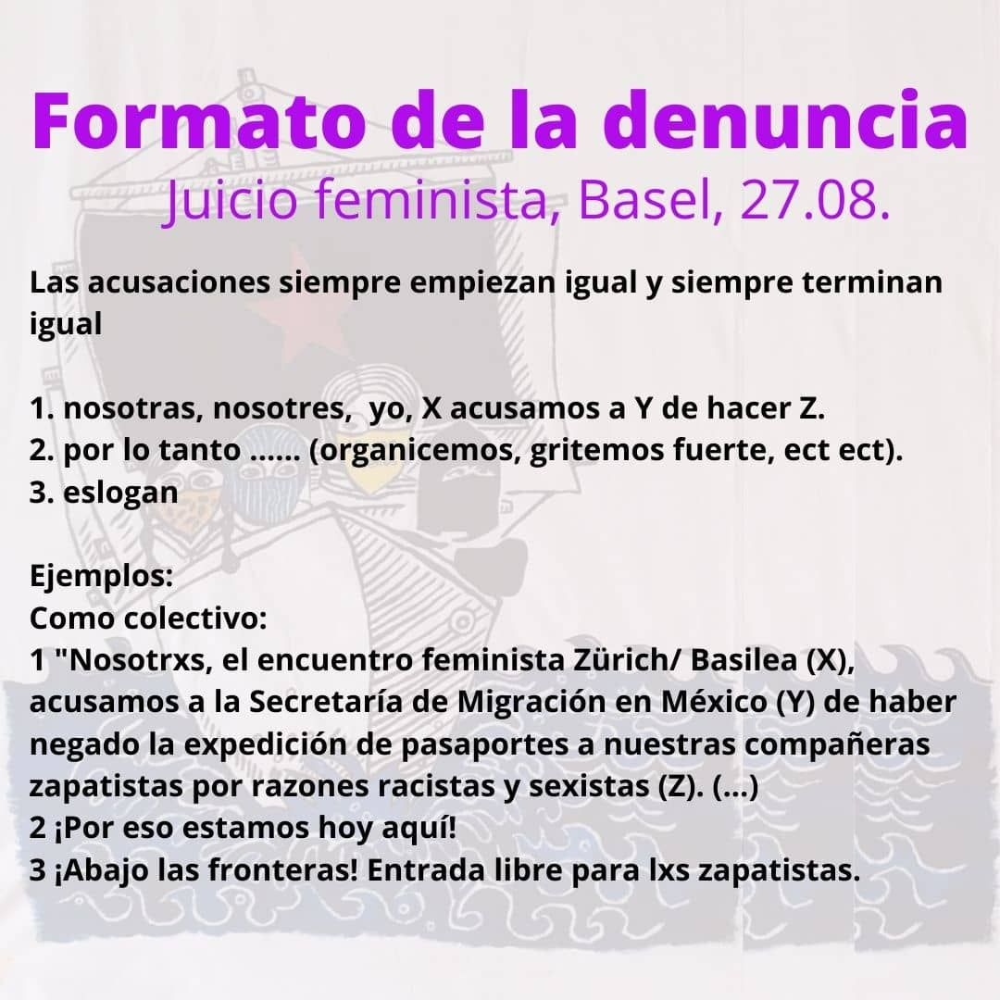 Formato de la denuncia
Juicio feminista, Basel, 27.08.
Las acusaciones siempre empiezan igual y siempre terminan
igual
1. nosotras, nosotres,  yo, X acusamos a Y de hacer Z.
2. por lo tanto ...... (organicemos, gritemos fuerte, ect ect).
3. eslogan
Ejemplos:
Como colectivo:
1 "Nosotrxs, el encuentro feminista Zürich/ Basilea (X),
acusamos a la Secretaría de Migración en México (Y) de haber
negado la expedición de pasaportes a nuestras compañeras
zapatistas por razones racistas y sexistas (Z). (...)
2 ¡Por eso estamos hoy aquí!
3 ¡Abajo las fronteras! Entrada libre para lxs zapatistas.